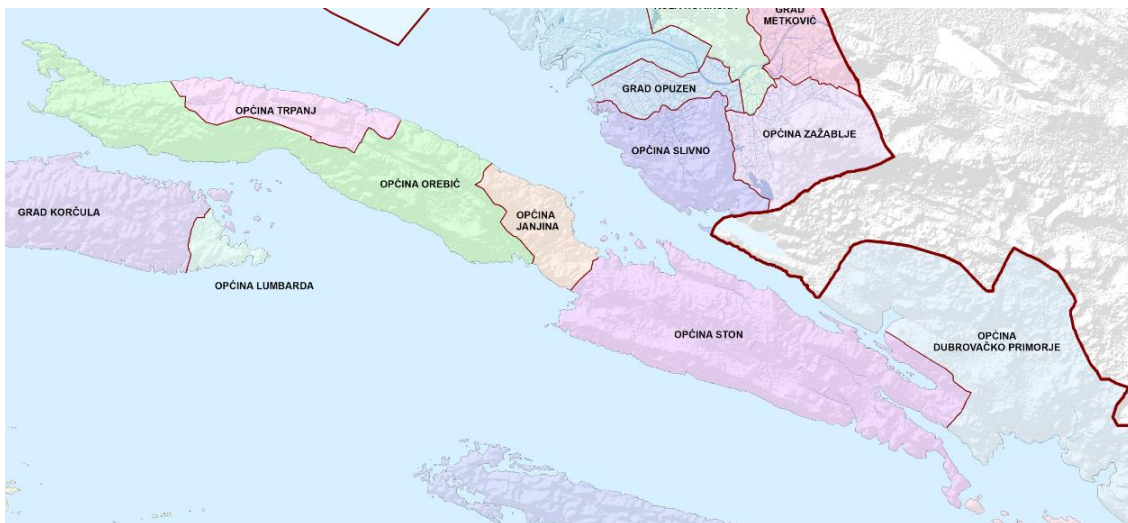 GRAD
METKOVIĆ
GRAD OPUZEN
OPĆINA TRPANJ
OPĆINA ZAŽABLJE
OPĆINA SLIVNO
OPĆINA OREBIĆ
GRAD KORČULA
OPĆINA
JANJINA
OPĆINA LUMBARDA
OPĆINA STON
OPĆINA
DUBROVAČKO PRIMORJE